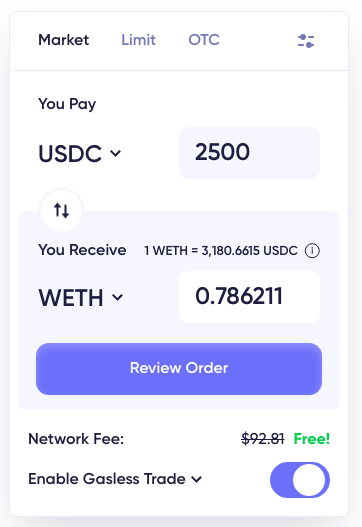 Market Limit OTC
You Pay
USDC 2500
You Receive 1 WETH = 3,180.6615 USDC
WETH 0.786211
Review Order
Network Fee: $92.81 Free!
Enable Gasless Trade